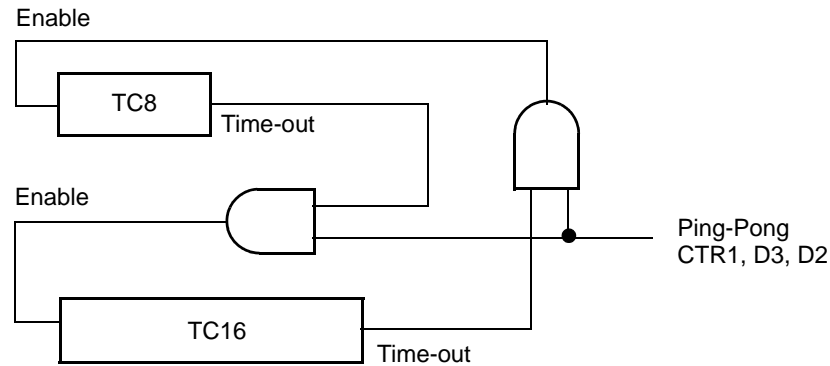 Enable
TC8
Time-out
Enable
Ping-Pong
CTR1, D3, D2
TC16
Time-out